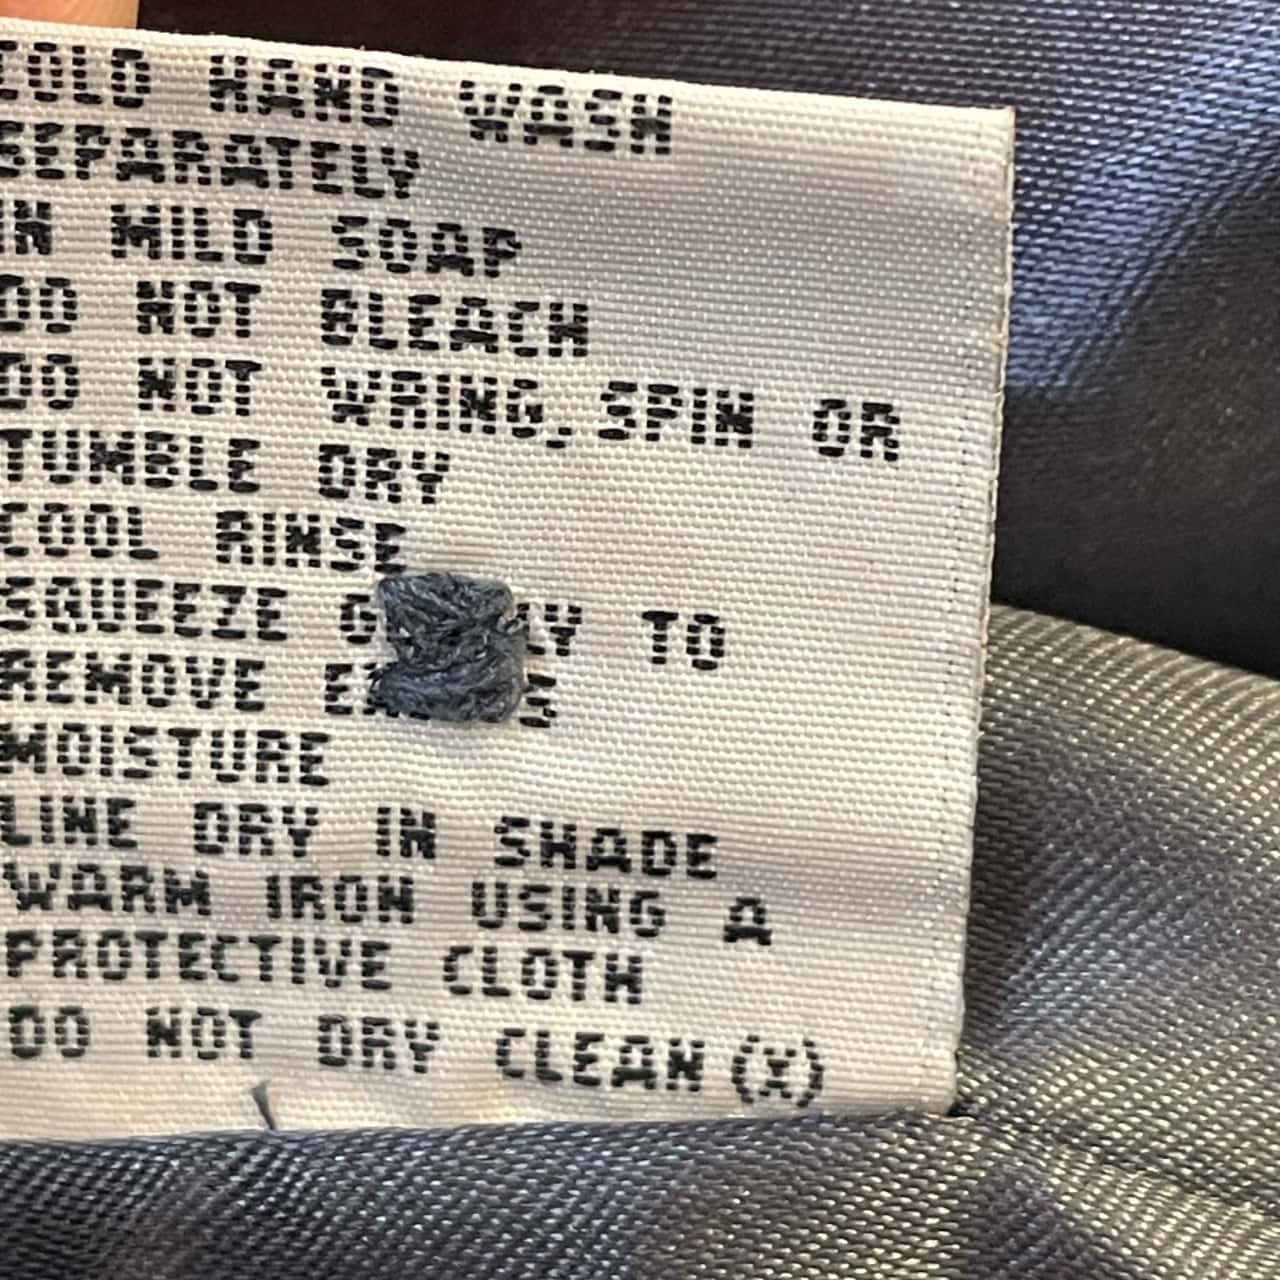 COLD HAND WASH
SEPARATELY
IN MILD SOAP
DO NOT BLEACH
DO NOT WRING,SPIN OR
TUMBLE DRY
COOL RINSE
SQUEEZE TO
REMOVE
MOISTURE
LINE DRY IN SHADE
WARM IRON USING A
PROTECTIVE CLOTH
DO NOT DRY CLEAN (X)